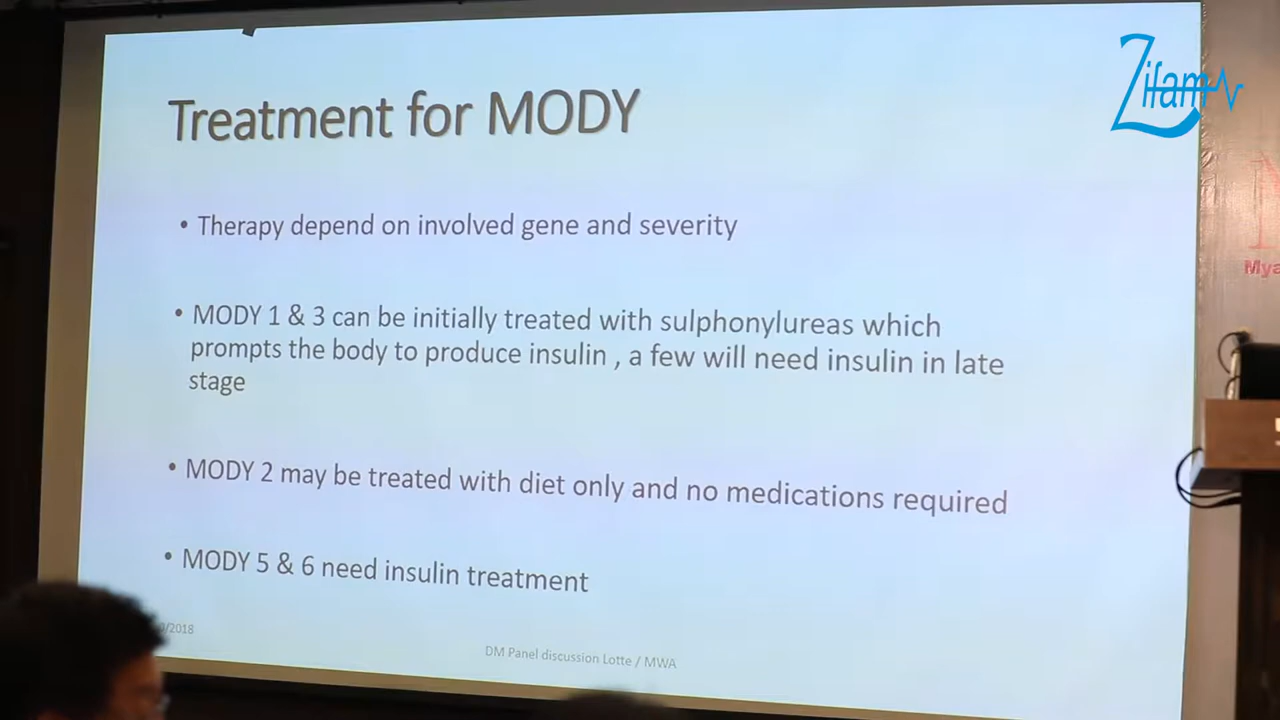 Zifam
Treatment for MODY
• Therapy depend on involved gene and severity
• MODY 1 & 3 can be initially treated with sulphonylureas which
prompts the body to produce insulin , a few will need insulin in late
stage
• MODY 2 may be treated with diet only and no medications required
• MODY 5 & 6 need insulin treatment
/2018
DM Panel discussion Lotte / MWA